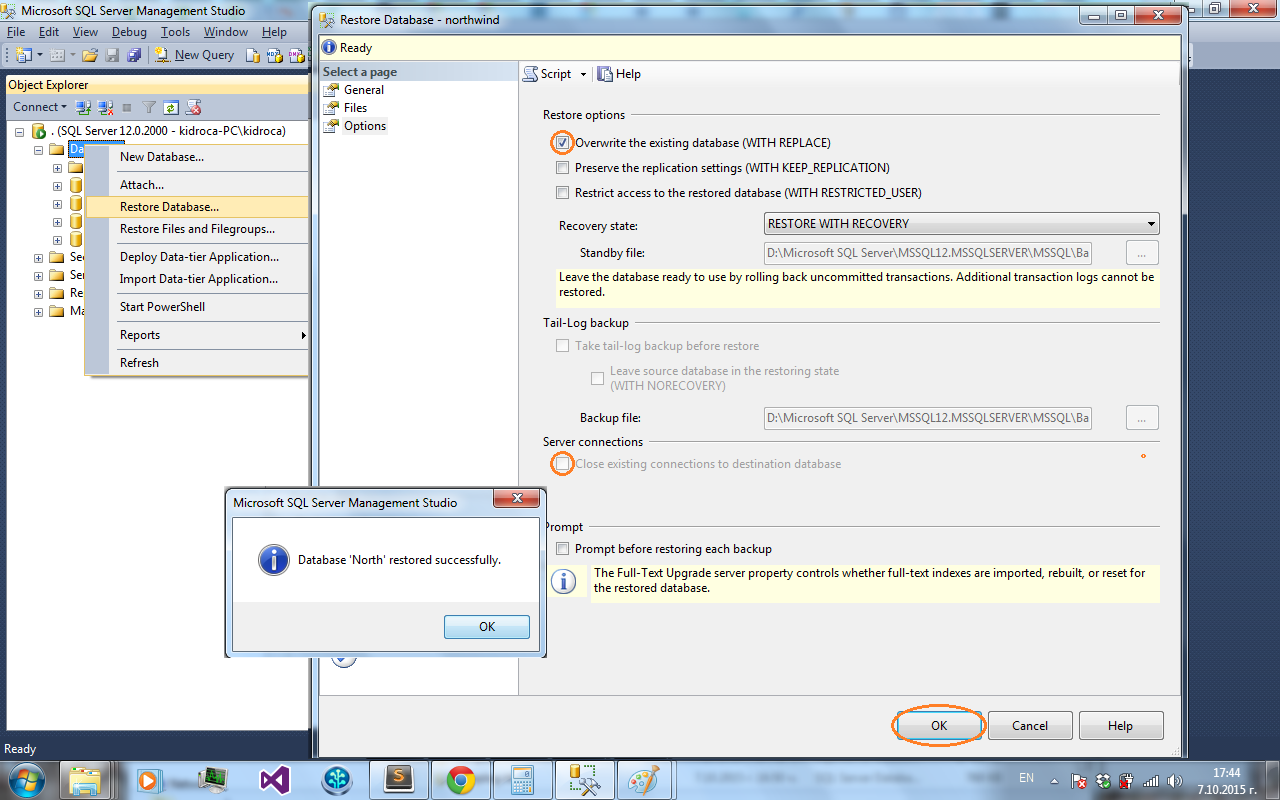 Microsoft SQL Server Management Studio
File Edit View Debug Tools Window Help
New Query
Object Explorer
Connect
. (SQL Server 12.0.2000 - kidroca-PC\kidroca)
Da
Se
Ser
Re
Ma
New Database...
Attach...
Restore Database...
Restore Files and Filegroups...
Deploy Data-tier Application...
Import Data-tier Application...
Start PowerShell
Reports
Refresh
Ready
Restore Database - northwind
Ready
Select a page
General
Files
Options
Script Help
Restore options
Overwrite the existing database (WITH REPLACE)
Preserve the replication settings (WITH KEEP_REPLICATION)
Restrict access to the restored database (WITH RESTRICTED_USER)
Recovery state: RESTORE WITH RECOVERY
Standby file: D:\Microsoft SQL Server\MSSQL12.MSSQLSERVER\MSSQL\Ba ...
Leave the database ready to use by rolling back uncommitted transactions. Additional transaction logs cannot be
restored.
Tail-Log backup
Take tail-log backup before restore
Leave source database in the restoring state
(WITH NORECOVERY)
Backup file: D:\Microsoft SQL Server\MSSQL12.MSSQLSERVER\MSSQL\Ba ...
Server connections
Close existing connections to destination database
Prompt
Prompt before restoring each backup
The Full-Text Upgrade server property controls whether full-text indexes are imported, rebuilt, or reset for
the restored database.
OK Cancel Help
Microsoft SQL Server Management Studio
Database 'North' restored successfully.
OK
EN
17:44
7.10.2015 г.